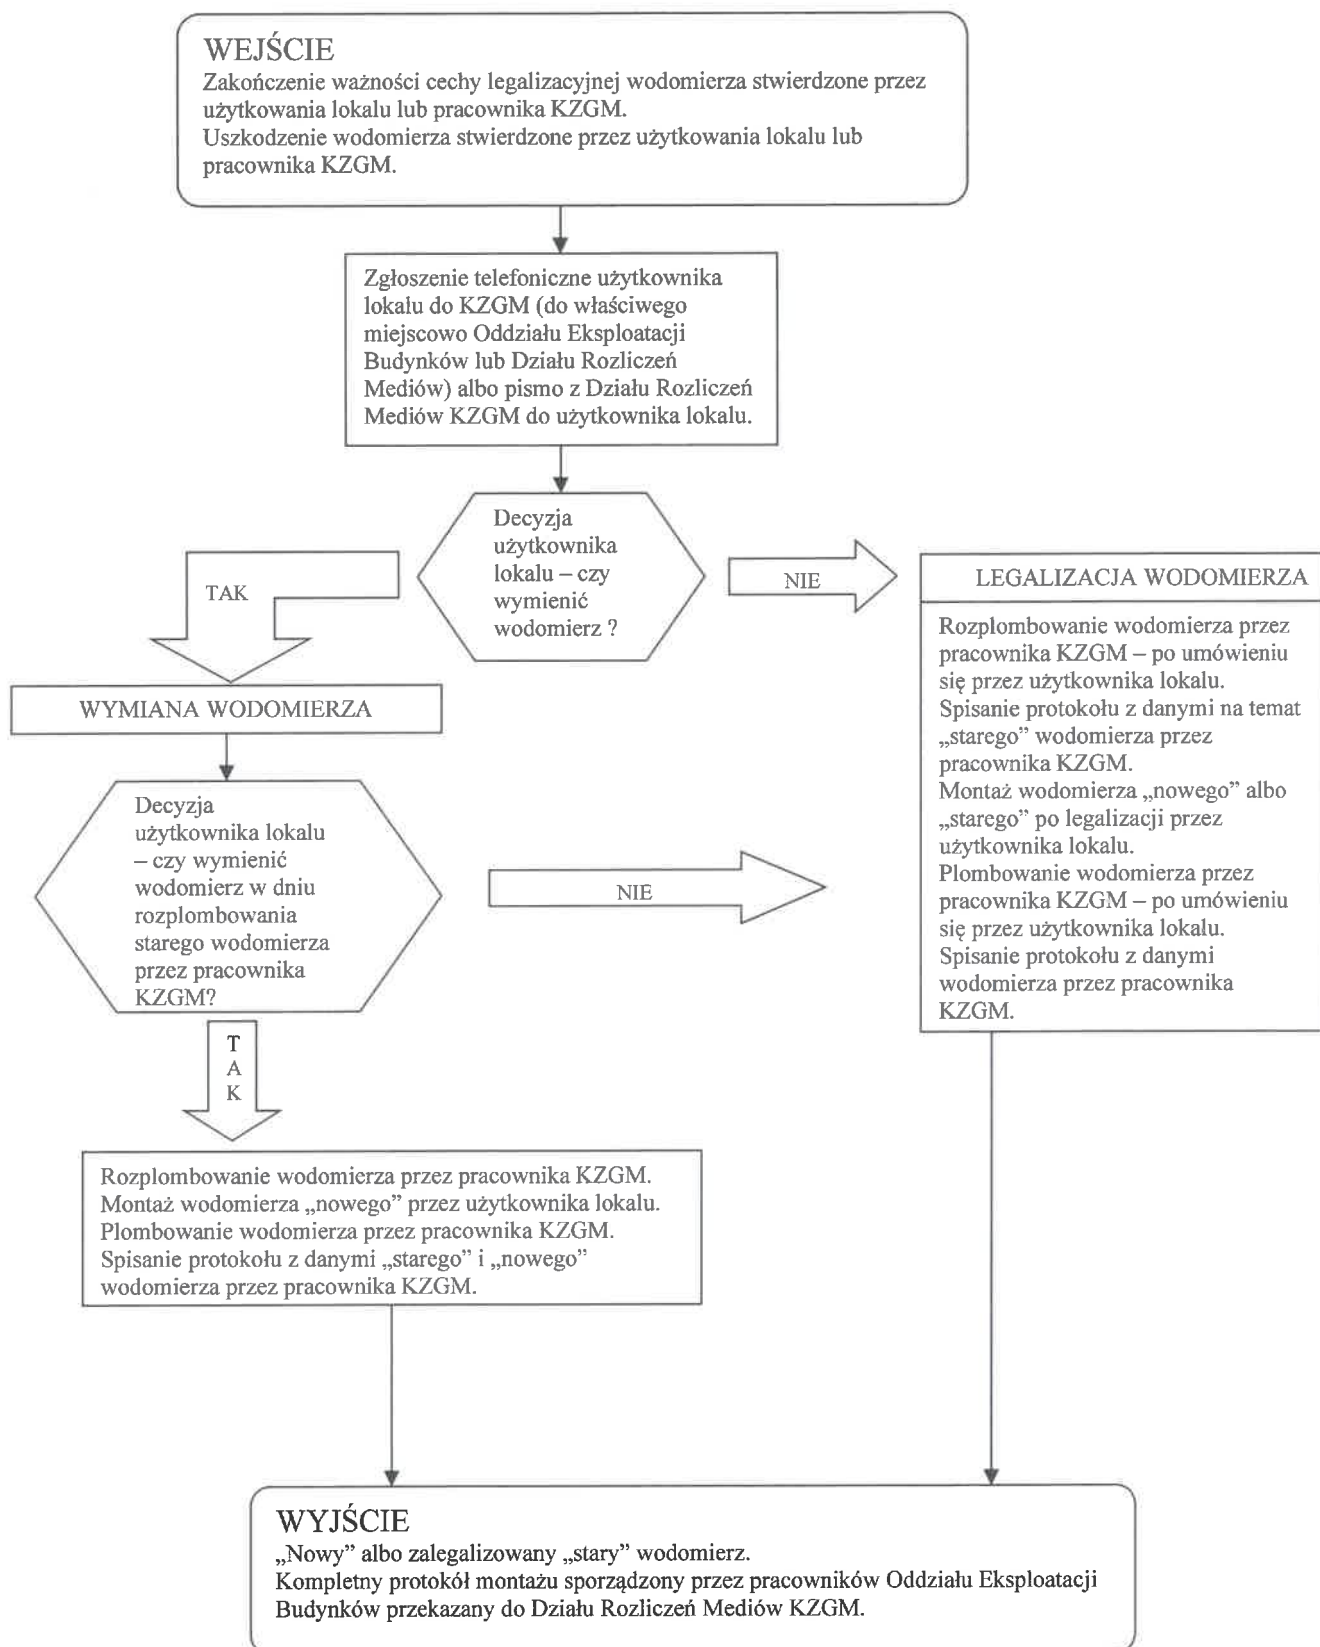 WEJŚCIE
Zakończenie ważności cechy legalizacyjnej wodomierza stwierdzone przez
użytkowania lokalu lub pracownika KZGM.
Uszkodzenie wodomierza stwierdzone przez użytkowania lokalu lub
pracownika KZGM.
Zgłoszenie telefoniczne użytkownika
lokalu do KZGM (do właściwego
miejscowo Oddziału Eksploatacji
Budynków lub Działu Rozliczeń
Mediów) albo pismo z Działu Rozliczeń
Mediów KZGM do użytkownika lokalu.
Decyzja
użytkownika
lokalu – czy
wymienić
wodomierz ?
TAK
NIE
LEGALIZACJA WODOMIERZA
Rozplombowanie wodomierza przez
pracownika KZGM – po umówieniu
się przez użytkownika lokalu.
Spisanie protokołu z danymi na temat
„starego” wodomierza przez
pracownika KZGM.
Montaż wodomierza „nowego” albo
„starego” po legalizacji przez
użytkownika lokalu.
Plombowanie wodomierza przez
pracownika KZGM – po umówieniu
się przez użytkownika lokalu.
Spisanie protokołu z danymi
wodomierza przez pracownika
KZGM.
WYMIANA WODOMIERZA
Decyzja
użytkownika lokalu
– czy wymienić
wodomierz w dniu
rozplombowania
starego wodomierza
przez pracownika
KZGM?
NIE
T
A
K
Rozplombowanie wodomierza przez pracownika KZGM.
Montaż wodomierza „nowego” przez użytkownika lokalu.
Plombowanie wodomierza przez pracownika KZGM.
Spisanie protokołu z danymi „starego” i „nowego”
wodomierza przez pracownika KZGM.
WYJŚCIE
„Nowy” albo zalegalizowany „stary” wodomierz.
Kompletny protokół montażu sporządzony przez pracowników Oddziału Eksploatacji
Budynków przekazany do Działu Rozliczeń Mediów KZGM.